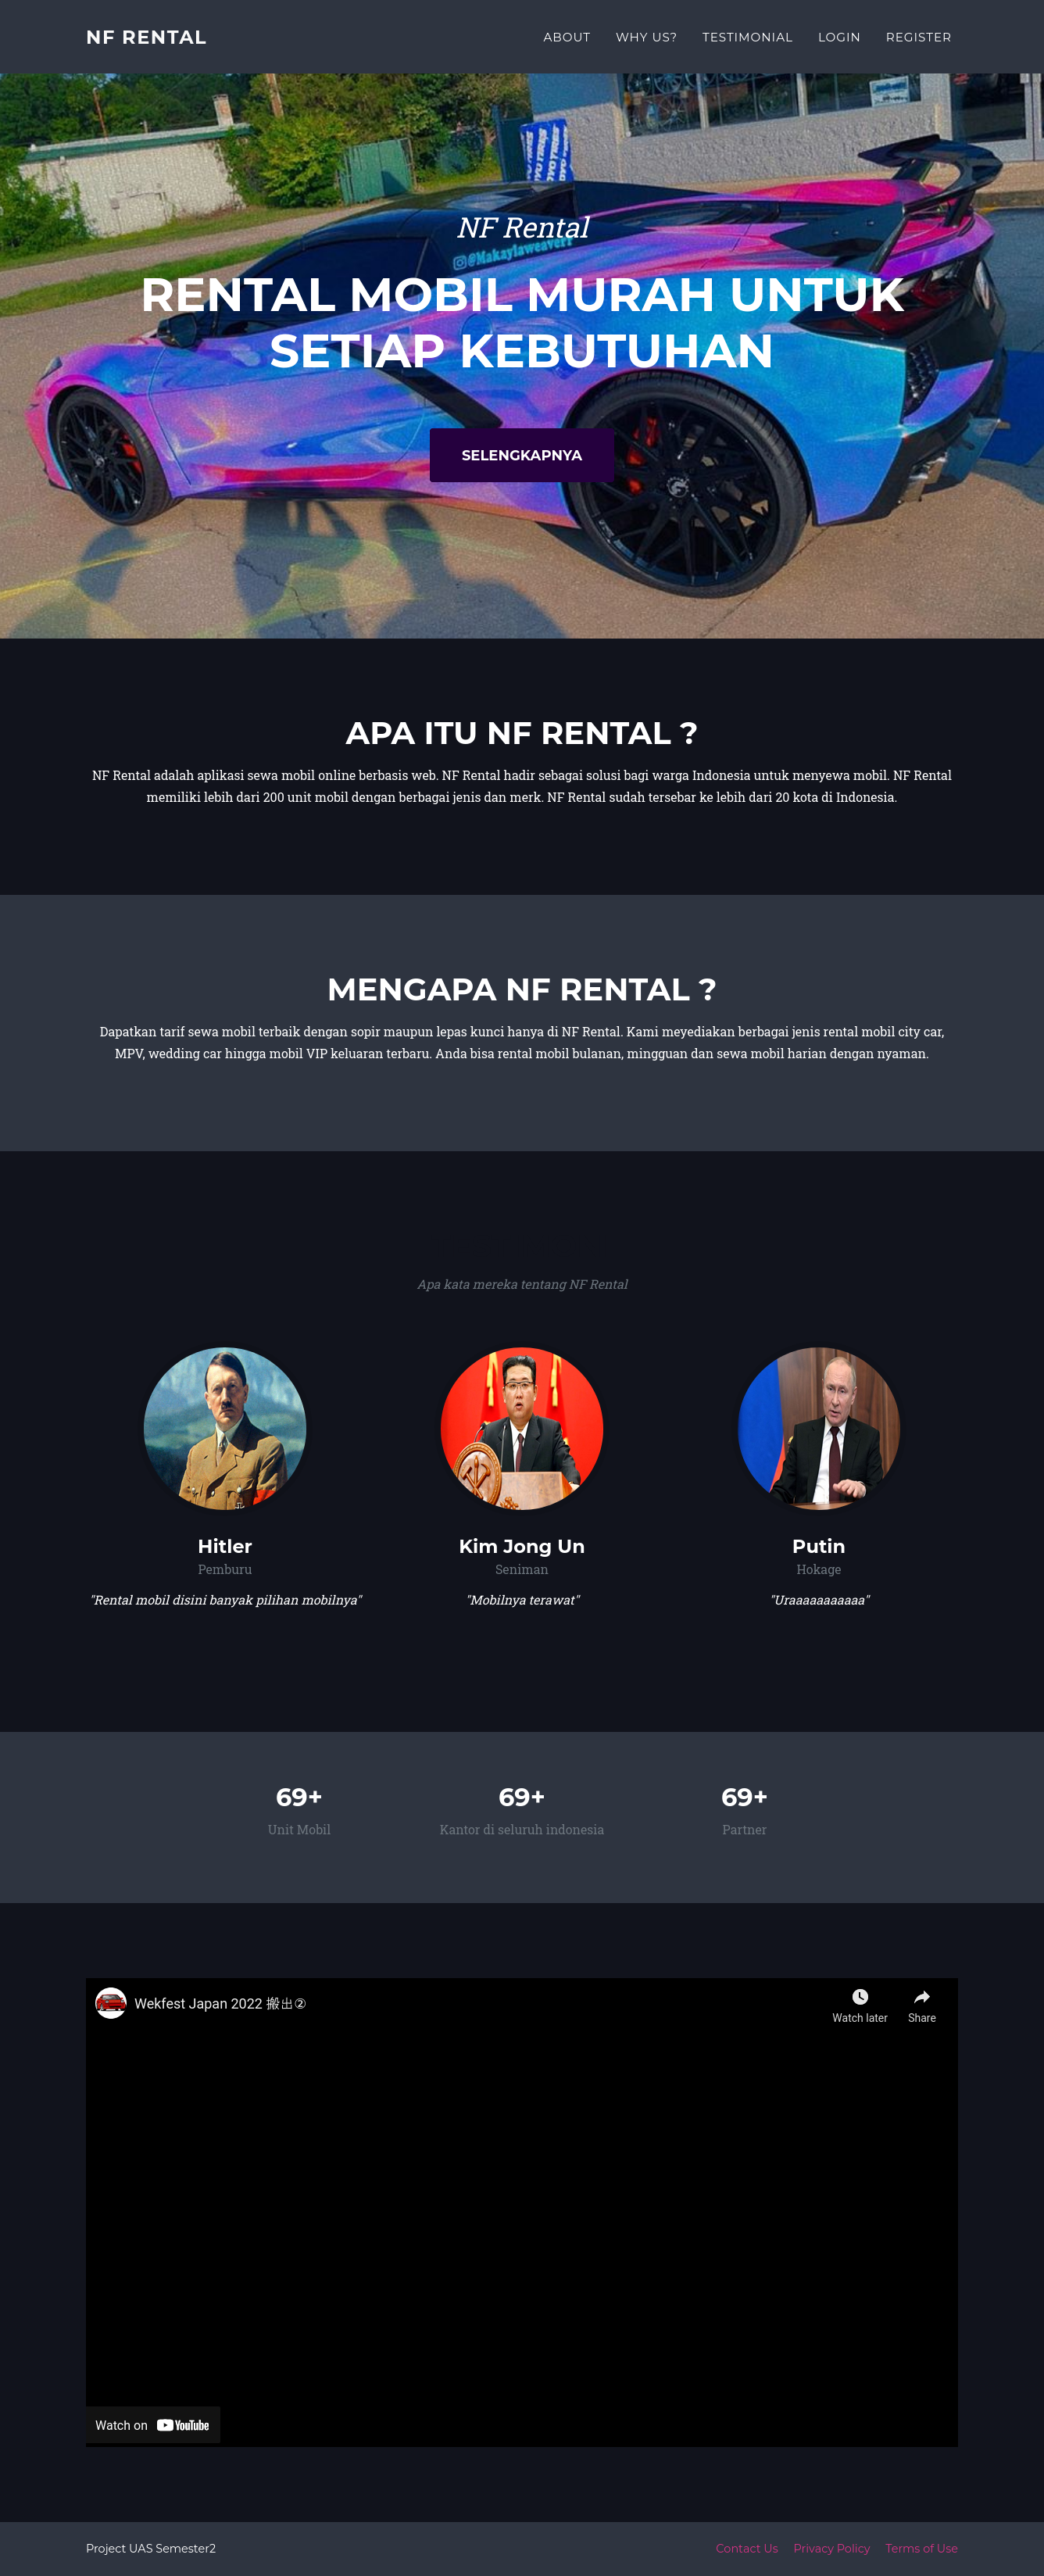 NF RENTAL
ABOUT WHY US? TESTIMONIAL LOGIN REGISTER
NF Rental
@Makaylaweaverr
RENTAL MOBIL MURAH UNTUK
SETIAP KEBUTUHAN
SELENGKAPNYA
APA ITU NF RENTAL ?
NF Rental adalah aplikasi sewa mobil online berbasis web. NF Rental hadir sebagai solusi bagi warga Indonesia untuk menyewa mobil. NF Rental
memiliki lebih dari 200 unit mobil dengan berbagai jenis dan merk. NF Rental sudah tersebar ke lebih dari 20 kota di Indonesia.
MENGAPA NF RENTAL ?
Dapatkan tarif sewa mobil terbaik dengan sopir maupun lepas kunci hanya di NF Rental. Kami meyediakan berbagai jenis rental mobil city car,
MPV, wedding car hingga mobil VIP keluaran terbaru. Anda bisa rental mobil bulanan, mingguan dan sewa mobil harian dengan nyaman.
Apa kata mereka tentang NF Rental
Hitler
Pemburu
"Rental mobil disini banyak pilihan mobilnya"
Kim Jong Un
Seniman
"Mobilnya terawat"
Putin
Hokage
"Uraaaaaaaaaaa"
69+
Unit Mobil
69+
Kantor di seluruh indonesia
69+
Partner
Wekfest Japan 2022 搬出②
Watch later
Share
Watch on YouTube
Project UAS Semester2
Contact Us Privacy Policy Terms of Use